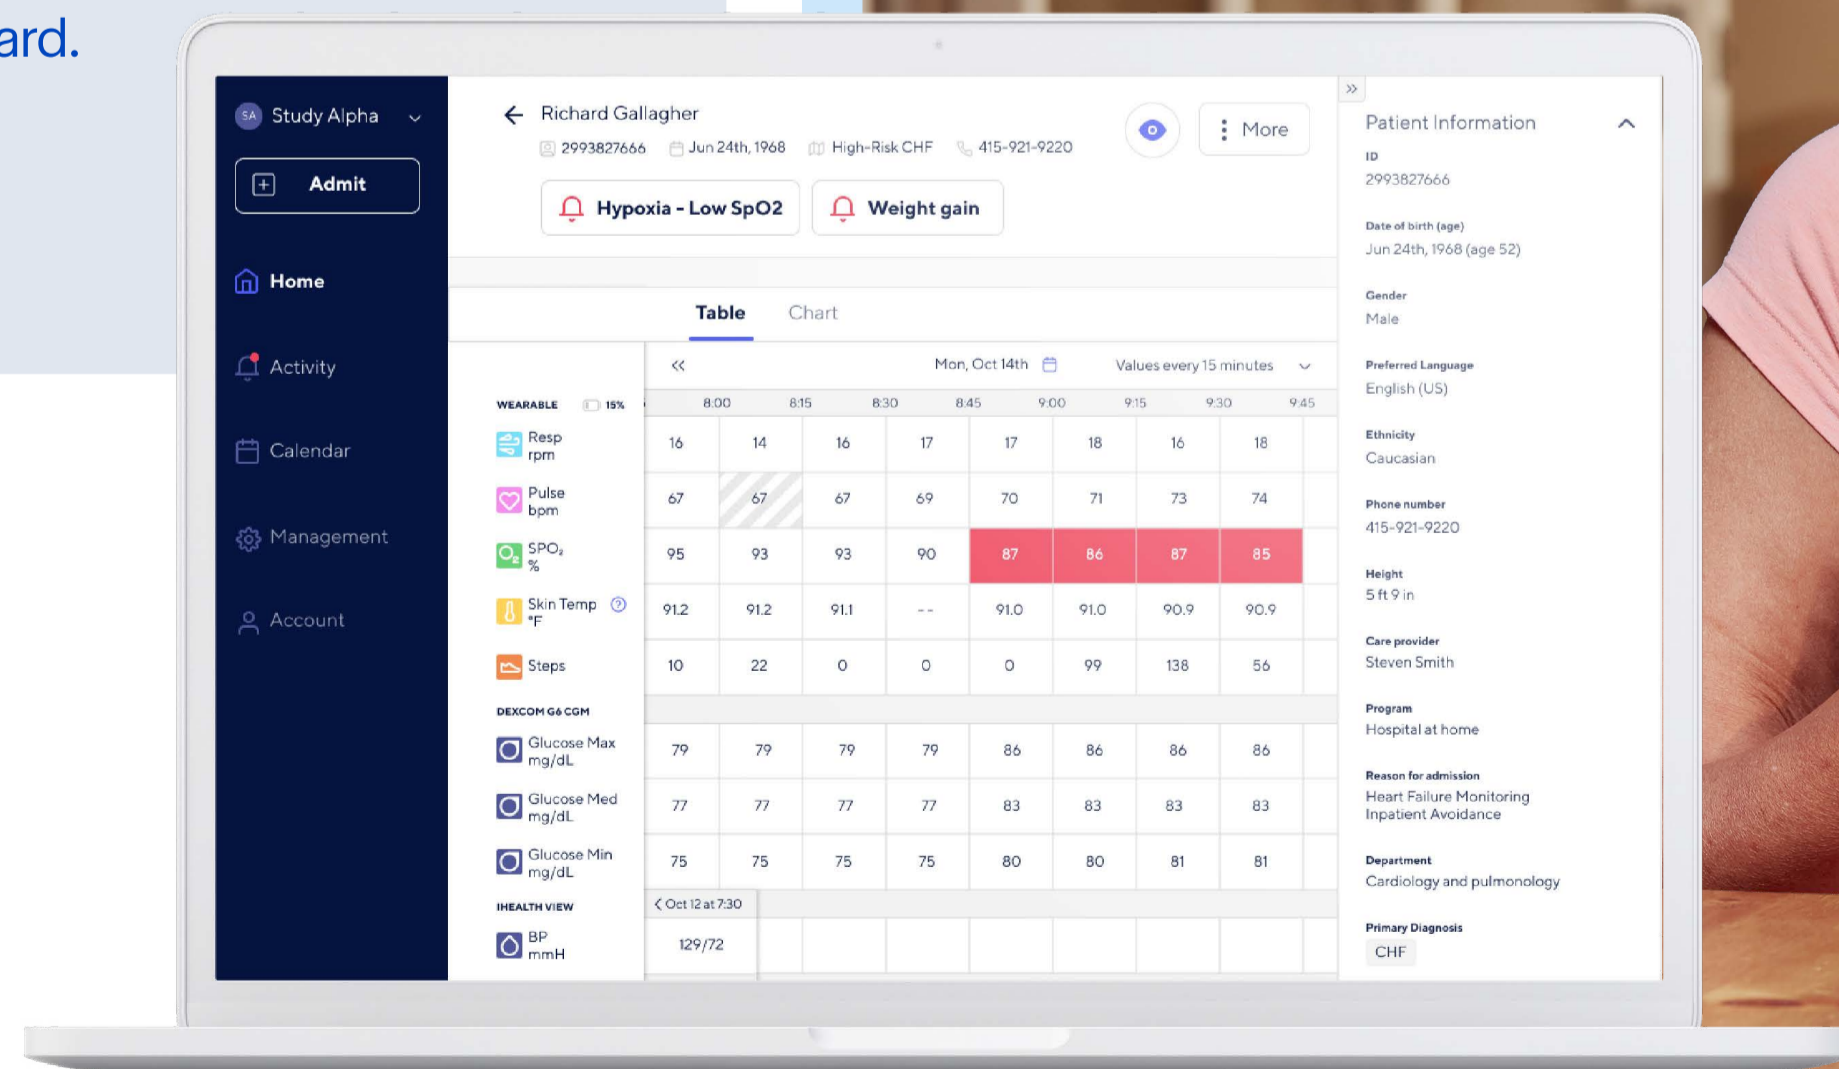 ard.
SA Study Alpha
Admit
Home
Activity
Calendar
Management
Account
Richard Gallagher
2993827666 Jun 24th, 1968 High-Risk CHF 415-921-9220
More
Hypoxia - Low SpO2 Weight gain
Table Chart
Mon, Oct 14th Values every 15 minutes
WEARABLE 15% 8:00 8:15 8:30 8:45 9:00 9:15 9:30 9:45
Resp
rpm
16 14 16 17 17 18 16 18
Pulse
bpm
67 67 67 69 70 71 73 74
O₂ SPO₂
%
95 93 93 90 87 86 87 85
Skin Temp ?
°F
91.2 91.2 91.1 -- 91.0 91.0 90.9 90.9
Steps 10 22 0 0 0 99 138 56
DEXCOM G6 CGM
Glucose Max
mg/dL
79 79 79 79 86 86 86 86
Glucose Med
mg/dL
77 77 77 77 83 83 83 83
Glucose Min
mg/dL
75 75 75 75 80 80 81 81
IHEALTH VIEW < Oct 12 at 7:30
BP
mmH
129/72
Patient Information
ID
2993827666
Date of birth (age)
Jun 24th, 1968 (age 52)
Gender
Male
Preferred Language
English (US)
Ethnicity
Caucasian
Phone number
415-921-9220
Height
5 ft 9 in
Care provider
Steven Smith
Program
Hospital at home
Reason for admission
Heart Failure Monitoring
Inpatient Avoidance
Department
Cardiology and pulmonology
Primary Diagnosis
CHF